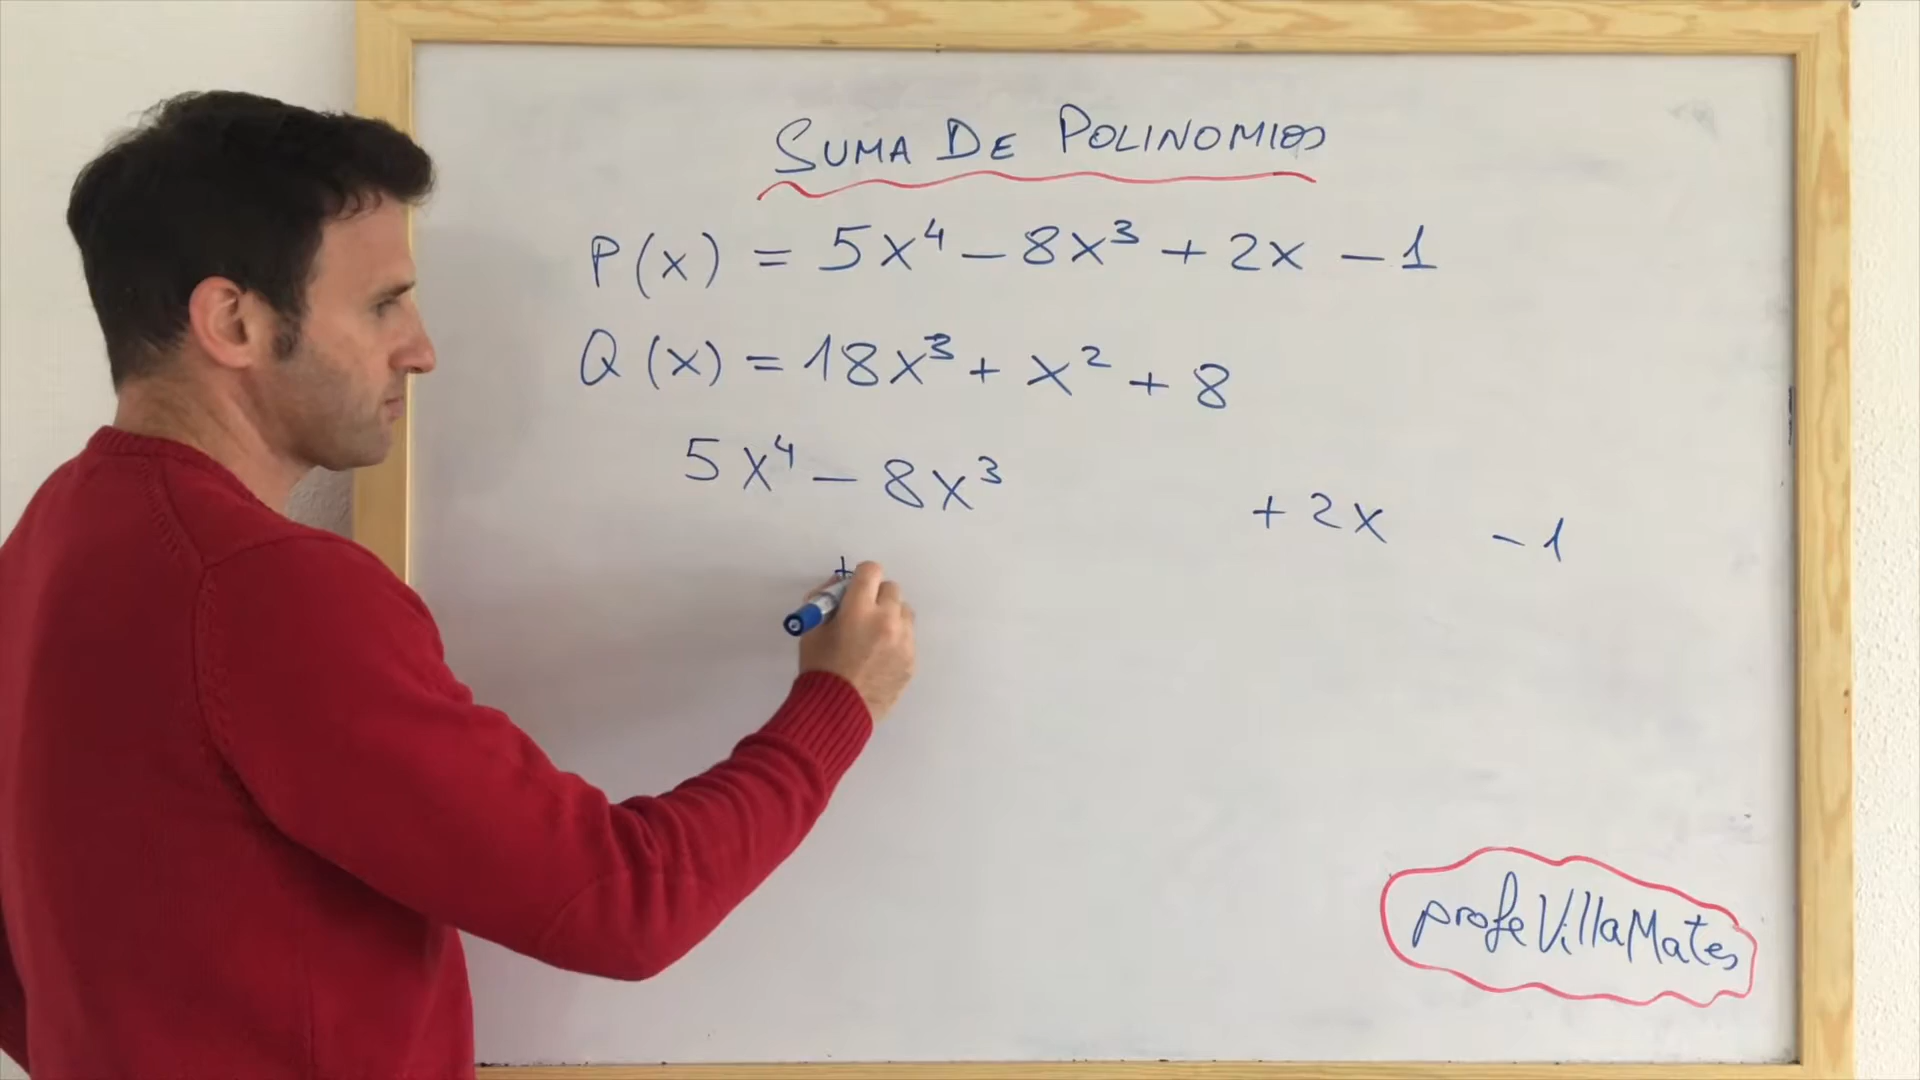 SUMA DE POLINOMIOS
P(x) = 5x⁴ - 8x³ + 2x - 1
Q(x) = 18x³ + x² + 8
5x⁴ - 8x³ + 2x - 1
+
profeVillaMates